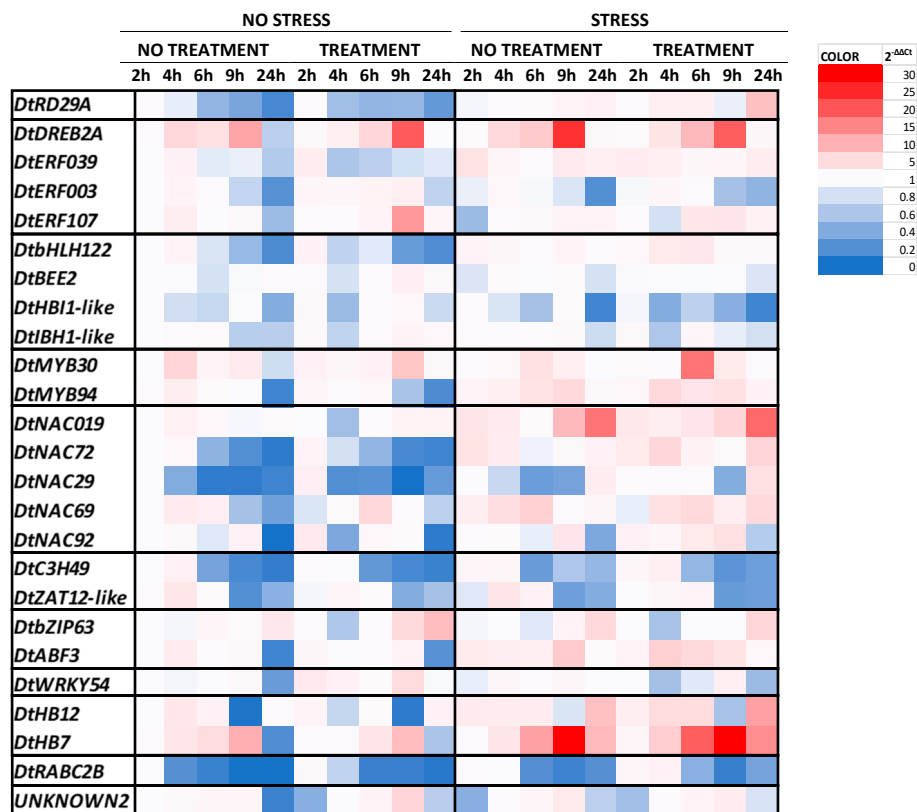 NO STRESS STRESS
NO TREATMENT TREATMENT NO TREATMENT TREATMENT
2h 4h 6h 9h 24h 2h 4h 6h 9h 24h 2h 4h 6h 9h 24h 2h 4h 6h 9h 24h
DtRD29A
DtDREB2A
DtERF039
DtERF003
DtERF107
DtbHLH122
DtBEE2
DtHBI1-like
DtIBH1-like
DtMYB30
DtMYB94
DtNAC019
DtNAC72
DtNAC29
DtNAC69
DtNAC92
DtC3H49
DtZAT12-like
DtbZIP63
DtABF3
DtWRKY54
DtHB12
DtHB7
DtRABC2B
UNKNOWN2
COLOR 2^-ΔΔCt
30
25
20
15
10
5
1
0.8
0.6
0.4
0.2
0